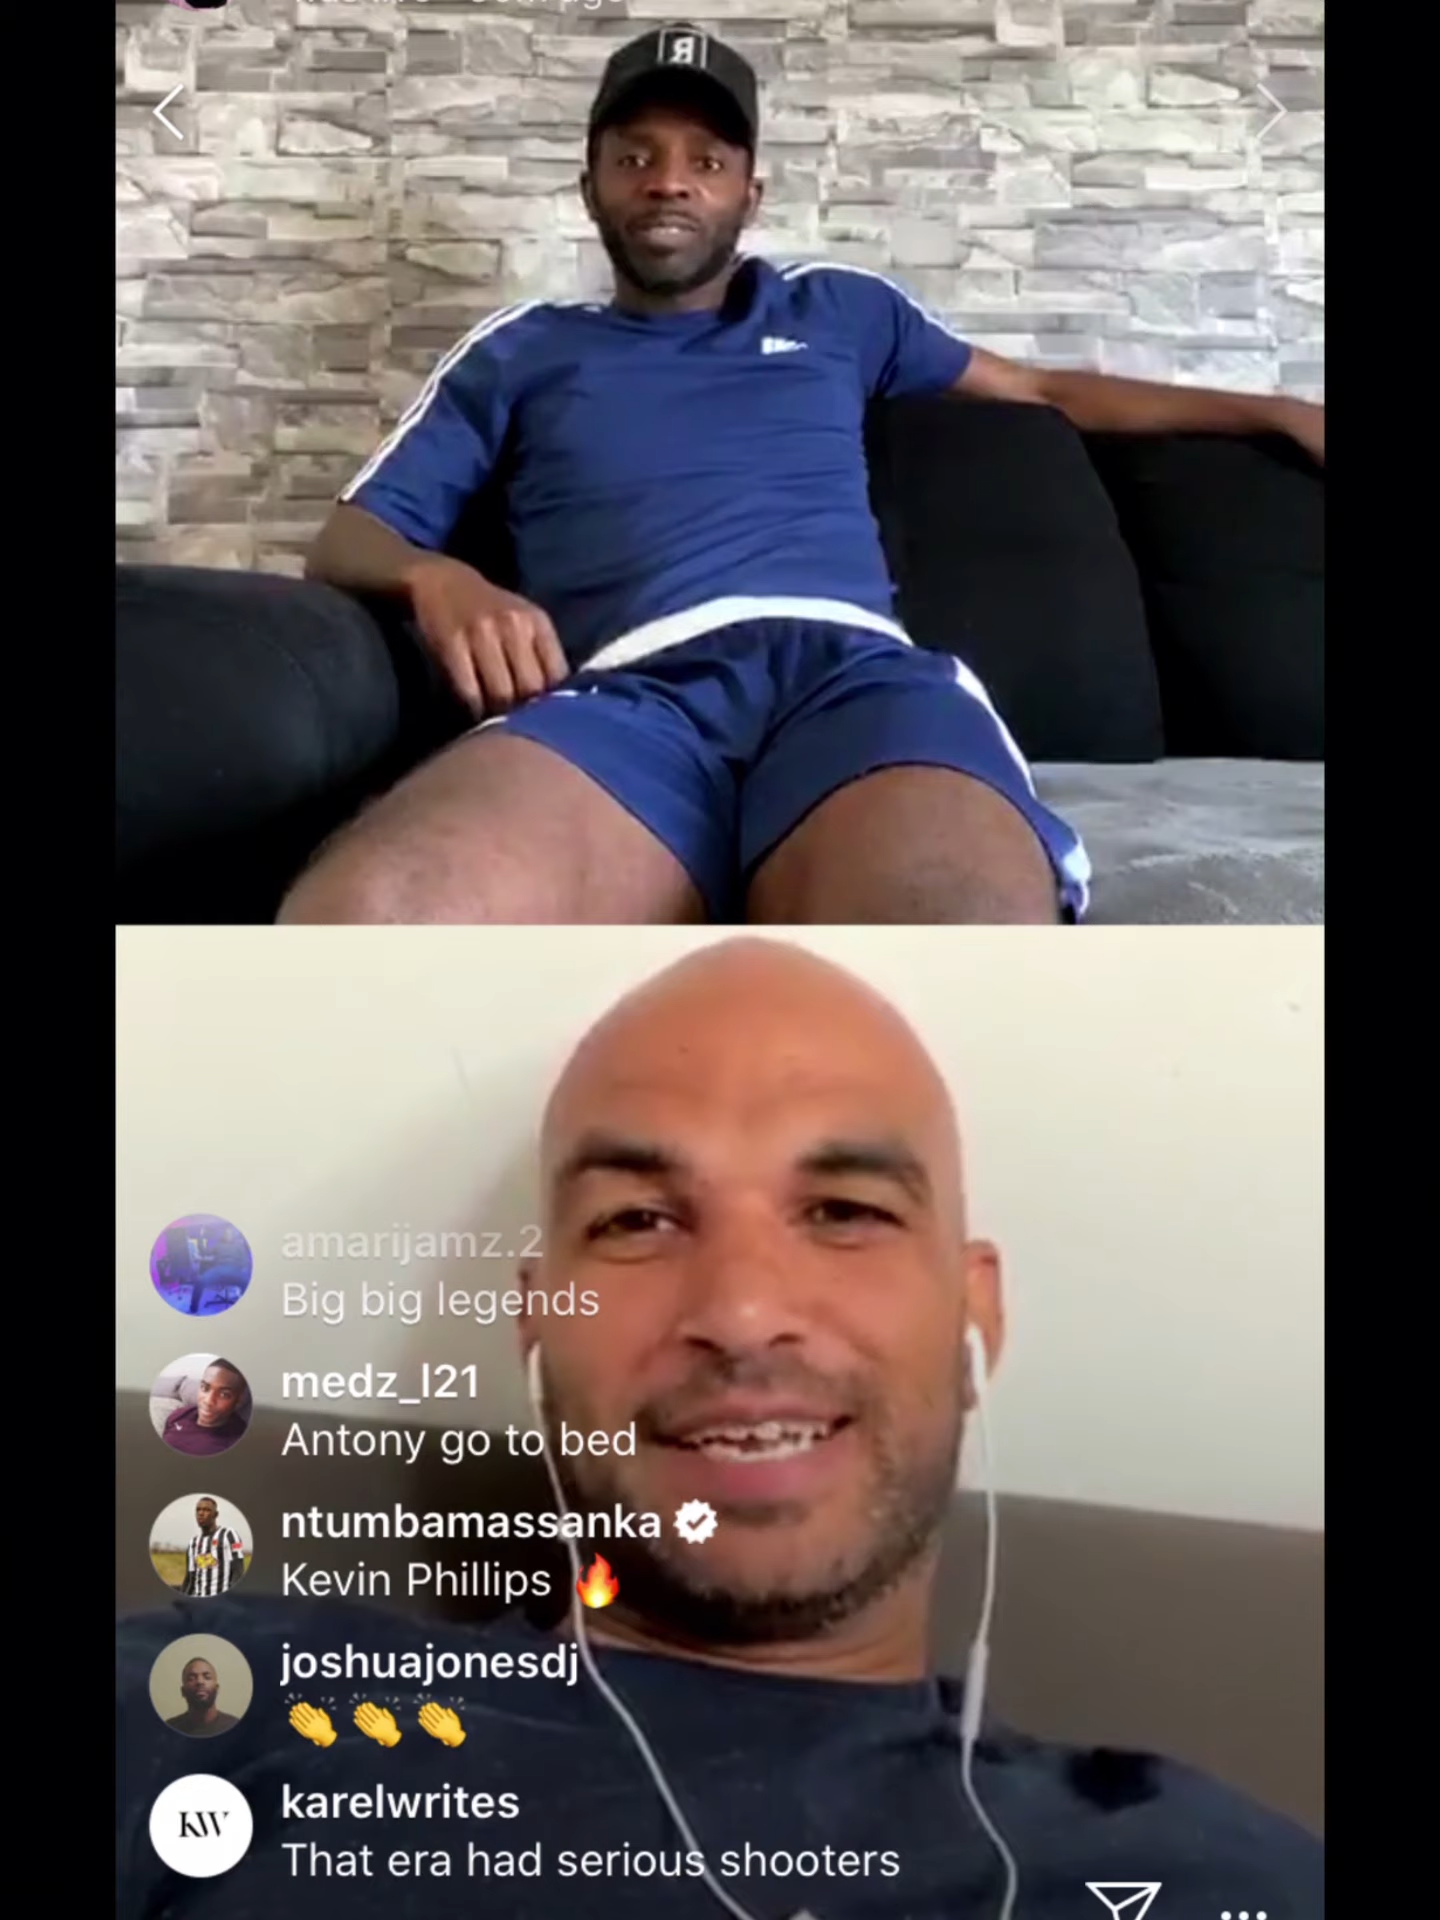 amarijamz.2
Big big legends
medz_l21
Antony go to bed
ntumbamassanka
Kevin Phillips 🔥
joshuajonesdj
👏👏👏
KW
karelwrites
That era had serious shooters